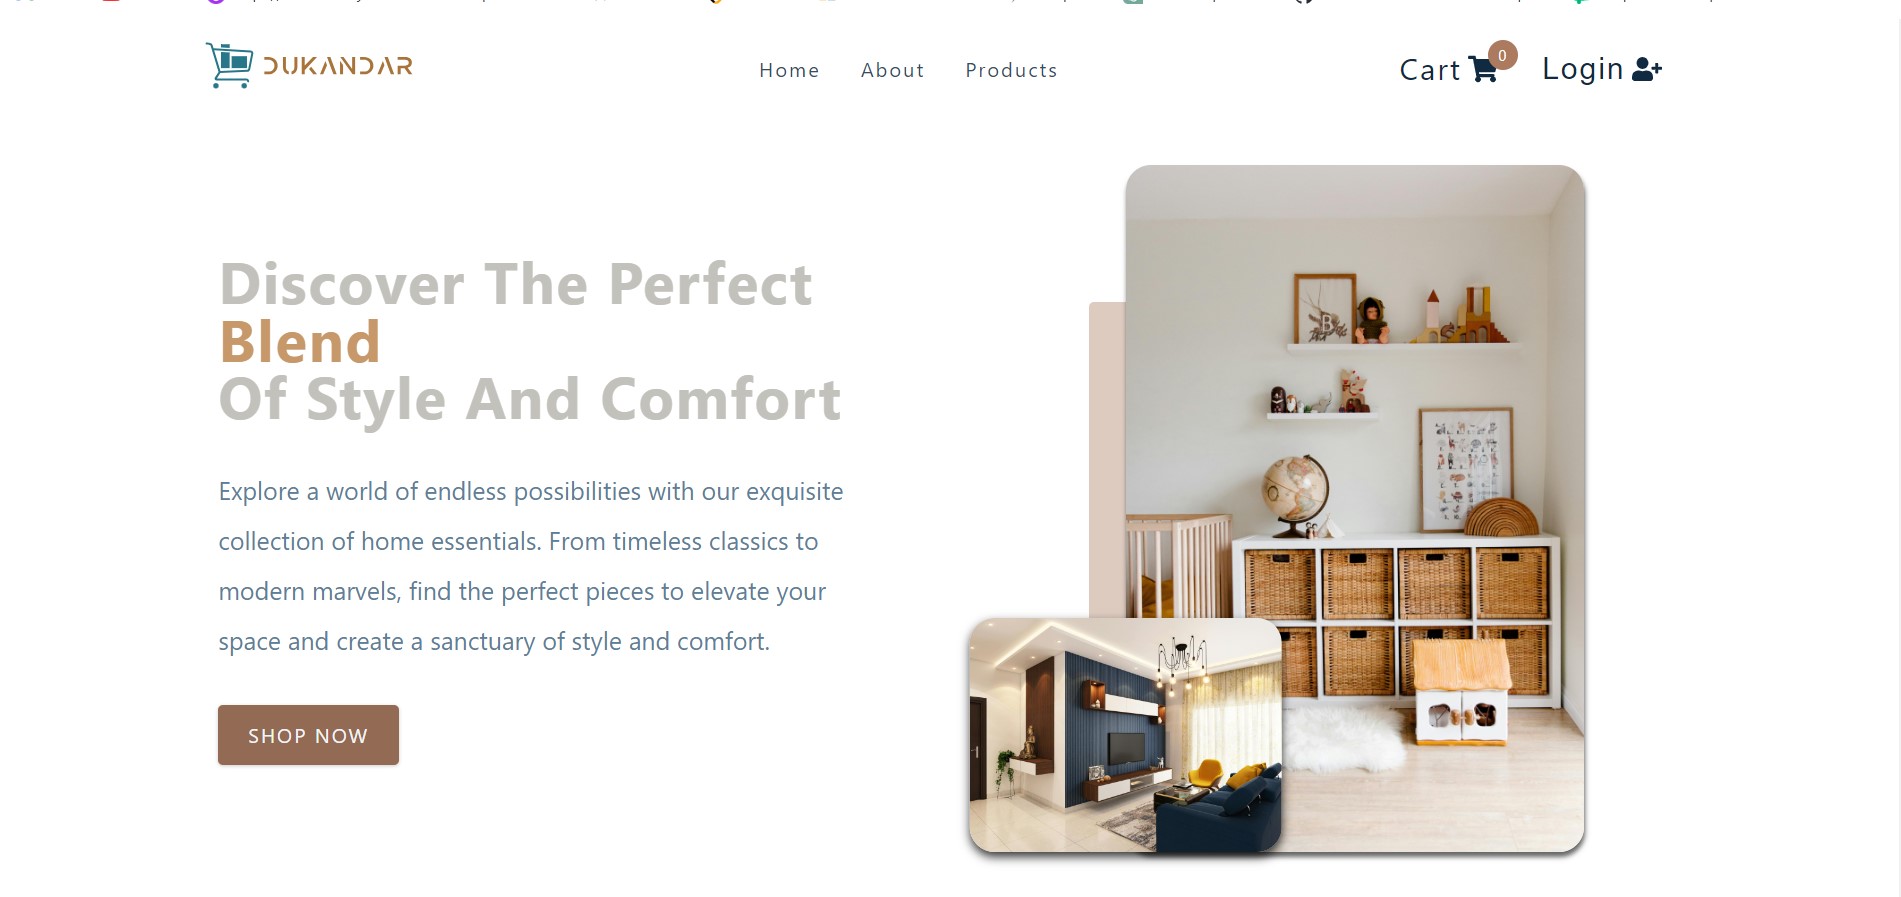 DUKANDAR
Home About Products
Cart 0 Login
Discover The Perfect
Blend
Of Style And Comfort
Explore a world of endless possibilities with our exquisite
collection of home essentials. From timeless classics to
modern marvels, find the perfect pieces to elevate your
space and create a sanctuary of style and comfort.
SHOP NOW